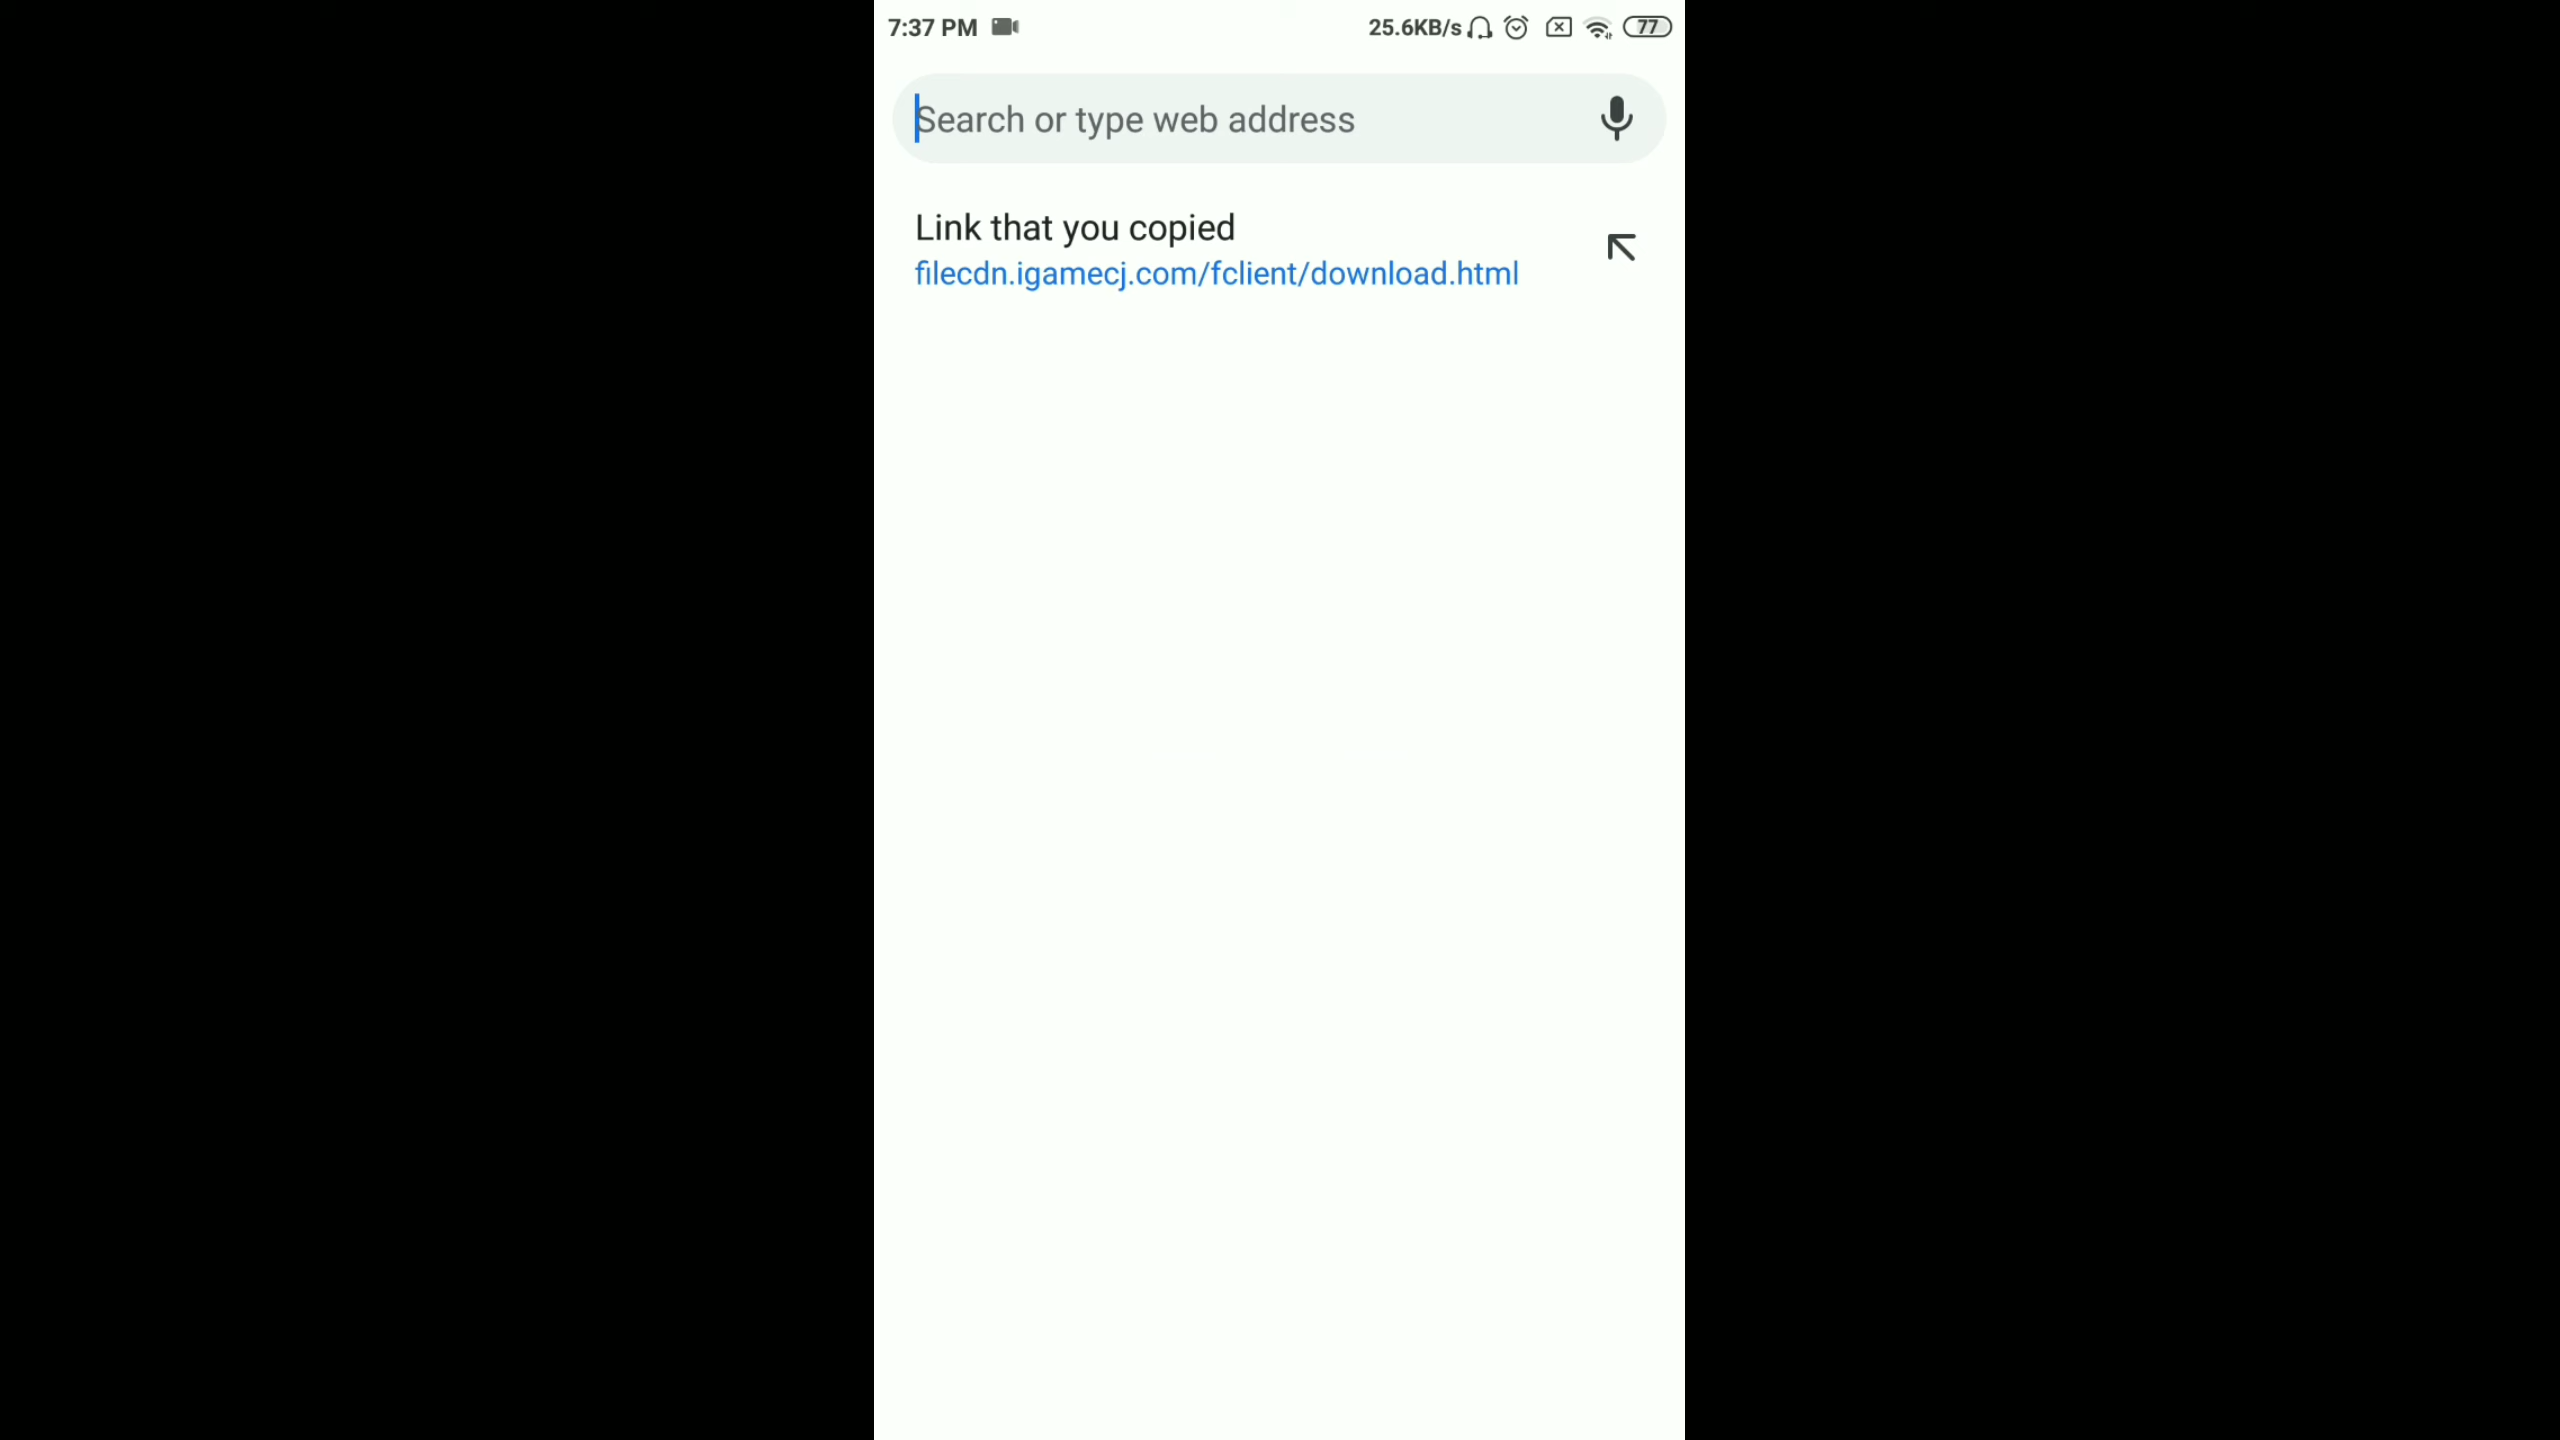 7:37 PM 25.6KB/s 77
Search or type web address
Link that you copied
filecdn.igamecj.com/fclient/download.html